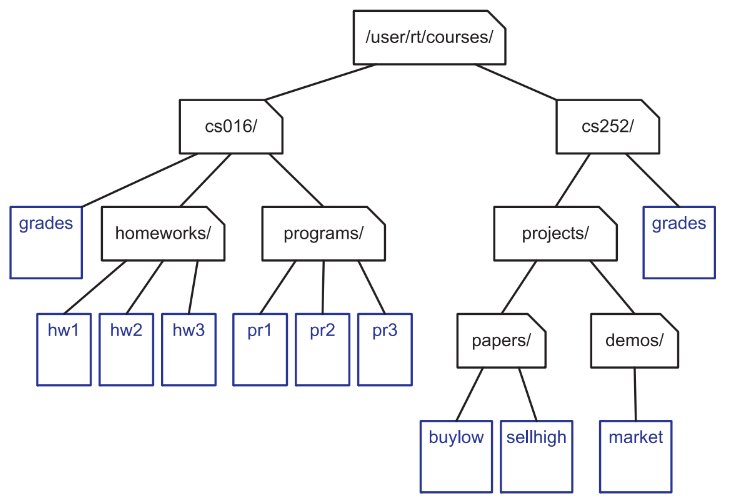 /user/rt/courses/
cs016/
cs252/
grades
homeworks/
programs/
projects/
grades
hw1
hw2
hw3
pr1
pr2
pr3
papers/
demos/
buylow
sellhigh
market